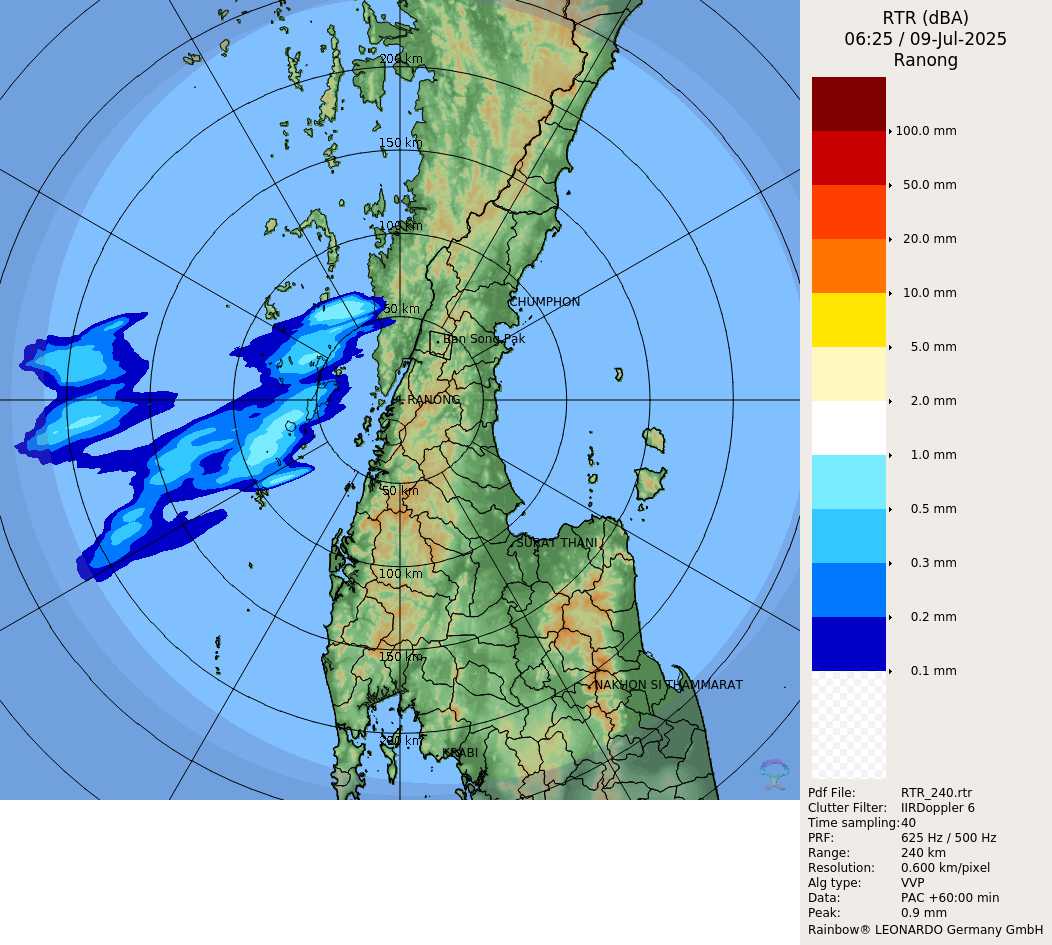 RTR (dBA)
06:25 / 09-Jul-2025
Ranong
200 km
150 km
100 km
50 km
CHUMPHON
Ban Song Pak
RANONG
50 km
SURAT THANI
100 km
150 km
NAKHON SI THAMMARAT
200 km
KRABI
100.0 mm
50.0 mm
20.0 mm
10.0 mm
5.0 mm
2.0 mm
1.0 mm
0.5 mm
0.3 mm
0.2 mm
0.1 mm
Pdf File: RTR_240.rtr
Clutter Filter: IIRDoppler 6
Time sampling: 40
PRF: 625 Hz / 500 Hz
Range: 240 km
Resolution: 0.600 km/pixel
Alg type: VVP
Data: PAC +60:00 min
Peak: 0.9 mm
Rainbow® LEONARDO Germany GmbH